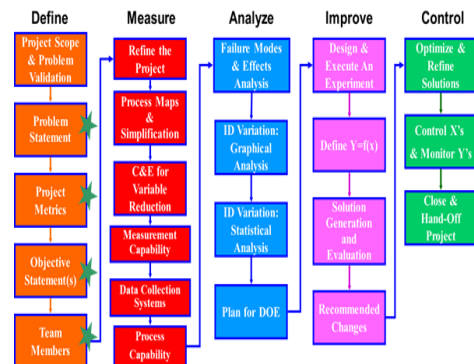 Define
Measure
Analyze
Improve
Control
Project Scope
& Problem
Validation
Problem
Statement
Project
Metrics
Objective
Statement(s)
Team
Members
Refine the
Project
Process Maps
&
Simplification
C&E for
Variable
Reduction
Measurement
Capability
Data Collection
Systems
Process
Capability
Failure Modes
& Effects
Analysis
ID Variation:
Graphical
Analysis
ID Variation:
Statistical
Analysis
Plan for DOE
Design &
Execute An
Experiment
Define Y=f(x)
Solution
Generation
and
Evaluation
Recommended
Changes
Optimize &
Refine
Solutions
Control X's
& Monitor Y's
Close &
Hand-Off
Project